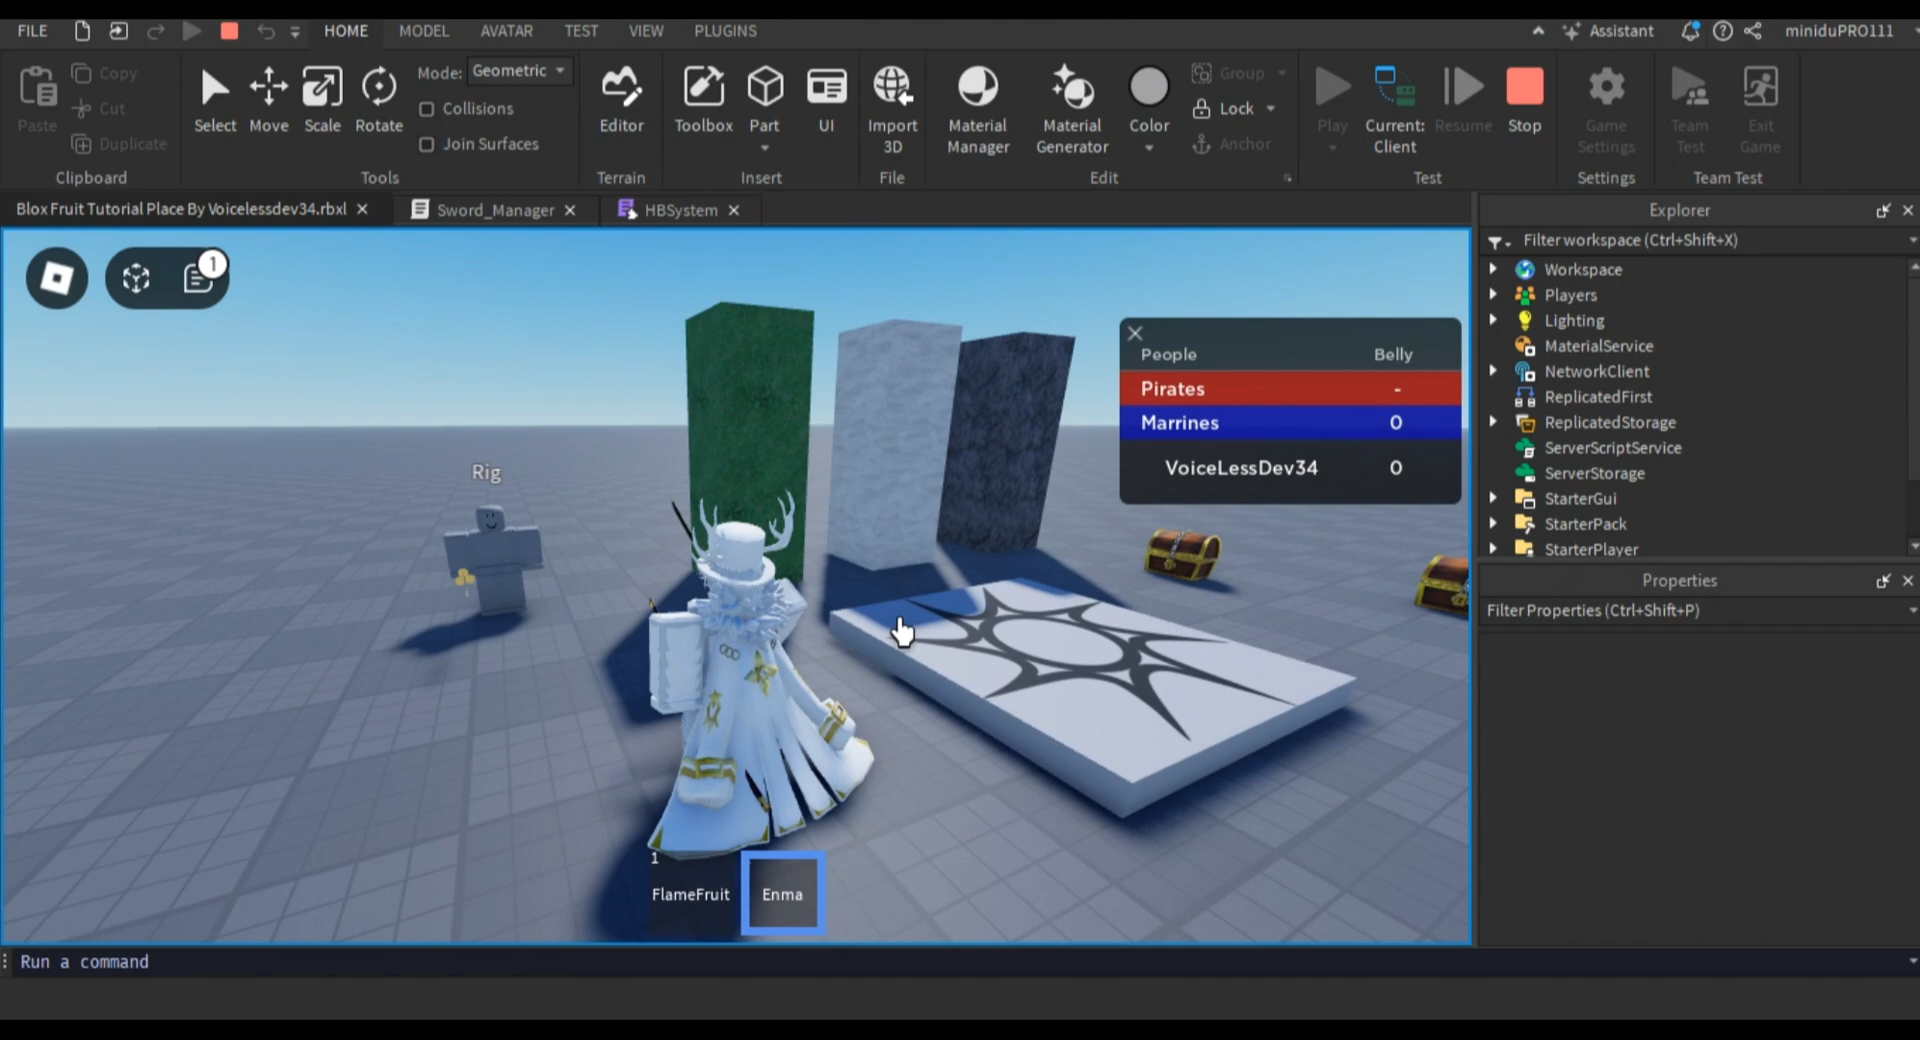 FILE HOME MODEL AVATAR TEST VIEW PLUGINS Assistant miniduPRO111
Paste Copy Cut Duplicate
Clipboard
Select Move Scale Rotate
Mode: Geometric
Collisions
Join Surfaces
Tools
Editor
Terrain
Toolbox Part UI
Insert
Import 3D
File
Material Manager
Material Generator
Color
Group
Lock
Anchor
Edit
Play
Current: Client
Resume
Stop
Test
Game Settings
Settings
Team Test
Exit Game
Team Test
Blox Fruit Tutorial Place By Voicelessdev34.rbxl Sword_Manager HBSystem
1
Rig
People Belly
Pirates -
Marrines 0
VoiceLessDev34 0
1
FlameFruit
Enma
Explorer
Filter workspace (Ctrl+Shift+X)
Workspace
Players
Lighting
MaterialService
NetworkClient
ReplicatedFirst
ReplicatedStorage
ServerScriptService
ServerStorage
StarterGui
StarterPack
StarterPlayer
Properties
Filter Properties (Ctrl+Shift+P)
Run a command